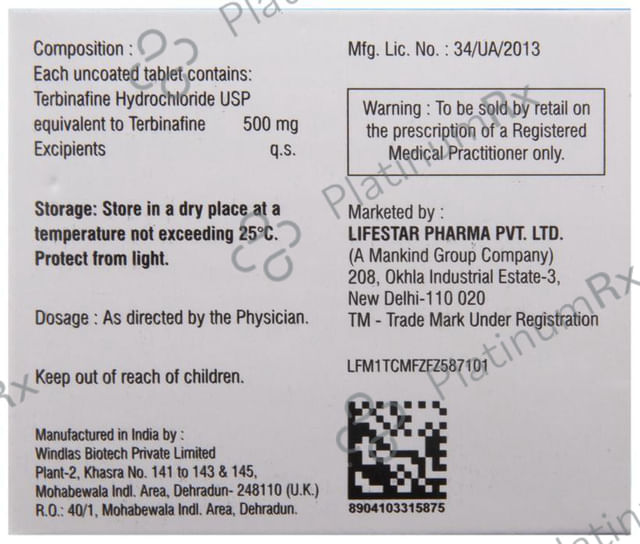 Composition :
Each uncoated tablet contains:
Terbinafine Hydrochloride USP
equivalent to Terbinafine 500 mg
Excipients q.s.
Storage: Store in a dry place at a
temperature not exceeding 25°C.
Protect from light.
Dosage : As directed by the Physician.
Keep out of reach of children.
Manufactured in India by :
Windlas Biotech Private Limited
Plant-2, Khasra No. 141 to 143 & 145,
Mohabewala Indl. Area, Dehradun- 248110 (U.K.)
R.O.: 40/1, Mohabewala Indl. Area, Dehradun.
Mfg. Lic. No. : 34/UA/2013
Warning : To be sold by retail on
the prescription of a Registered
Medical Practitioner only.
Marketed by :
LIFESTAR PHARMA PVT. LTD.
(A Mankind Group Company)
208, Okhla Industrial Estate-3,
New Delhi-110 020
TM - Trade Mark Under Registration
LFM1TCMFZFZ587101
8904103315875
PlatinumRx
PlatinumRx
PlatinumRx